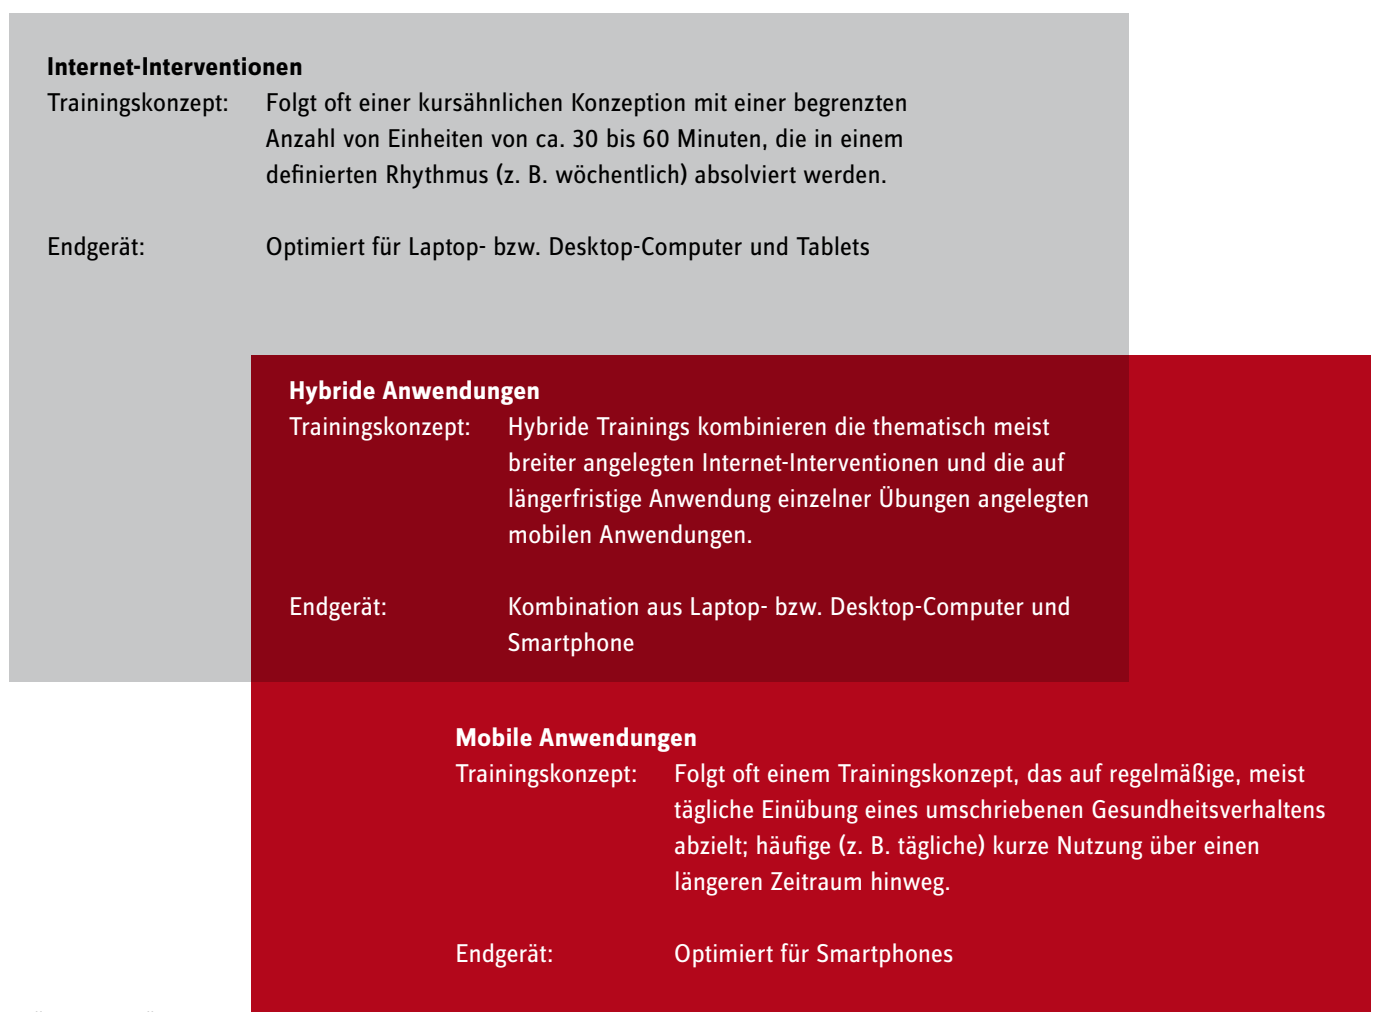 Internet-Interventionen
Trainingskonzept: Folgt oft einer kursähnlichen Konzeption mit einer begrenzten
Anzahl von Einheiten von ca. 30 bis 60 Minuten, die in einem
definierten Rhythmus (z. B. wöchentlich) absolviert werden.
Endgerät: Optimiert für Laptop- bzw. Desktop-Computer und Tablets
Hybride Anwendungen
Trainingskonzept: Hybride Trainings kombinieren die thematisch meist
breiter angelegten Internet-Interventionen und die auf
längerfristige Anwendung einzelner Übungen angelegten
mobilen Anwendungen.
Endgerät: Kombination aus Laptop- bzw. Desktop-Computer und
Smartphone
Mobile Anwendungen
Trainingskonzept: Folgt oft einem Trainingskonzept, das auf regelmäßige, meist
tägliche Einübung eines umschriebenen Gesundheitsverhaltens
abzielt; häufige (z. B. tägliche) kurze Nutzung über einen
längeren Zeitraum hinweg.
Endgerät: Optimiert für Smartphones